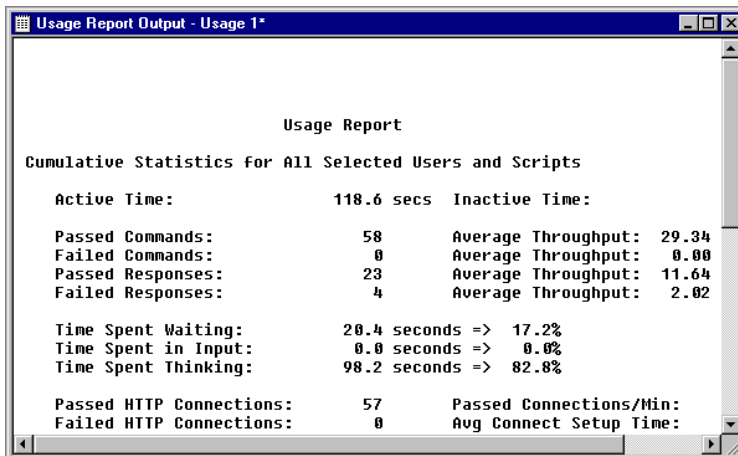 Usage Report Output - Usage 1*
Usage Report
Cumulative Statistics for All Selected Users and Scripts
Active Time: 118.6 secs Inactive Time:
Passed Commands: 58 Average Throughput: 29.34
Failed Commands: 0 Average Throughput: 0.00
Passed Responses: 23 Average Throughput: 11.64
Failed Responses: 4 Average Throughput: 2.02
Time Spent Waiting: 20.4 seconds => 17.2%
Time Spent in Input: 0.0 seconds => 0.0%
Time Spent Thinking: 98.2 seconds => 82.8%
Passed HTTP Connections: 57 Passed Connections/Min:
Failed HTTP Connections: 0 Avg Connect Setup Time: